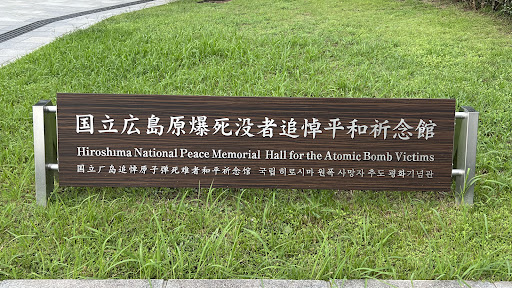 国立広島原爆死没者追悼平和祈念館
Hiroshima National Peace Memorial Hall for the Atomic Bomb Victims
国立广岛追悼原子弹死难者和平祈念馆 국립 히로시마 원폭 사망자 추도 평화기념관